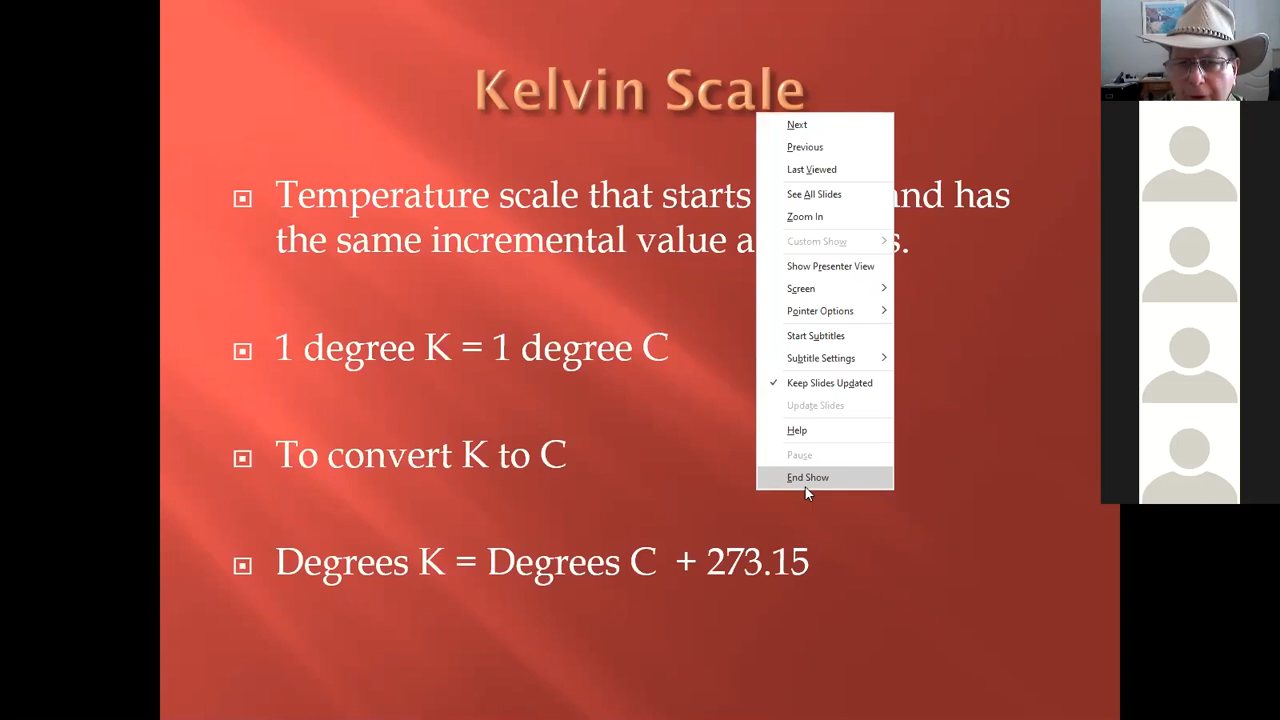 Kelvin Scale
Temperature scale that starts and has
the same incremental value
1 degree K = 1 degree C
To convert K to C
Degrees K = Degrees C + 273.15
Next
Previous
Last Viewed
See All Slides
Zoom In
Custom Show
Show Presenter View
Screen
Pointer Options
Start Subtitles
Subtitle Settings
Keep Slides Updated
Update Slides
Help
Pause
End Show